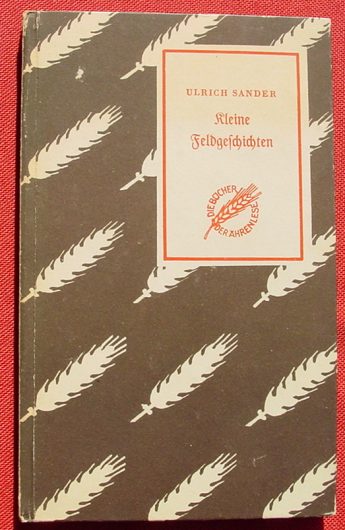 ULRICH SANDER
Kleine
Feldgeschichten
DIE BÜCHER
DER ÄHRENLESE